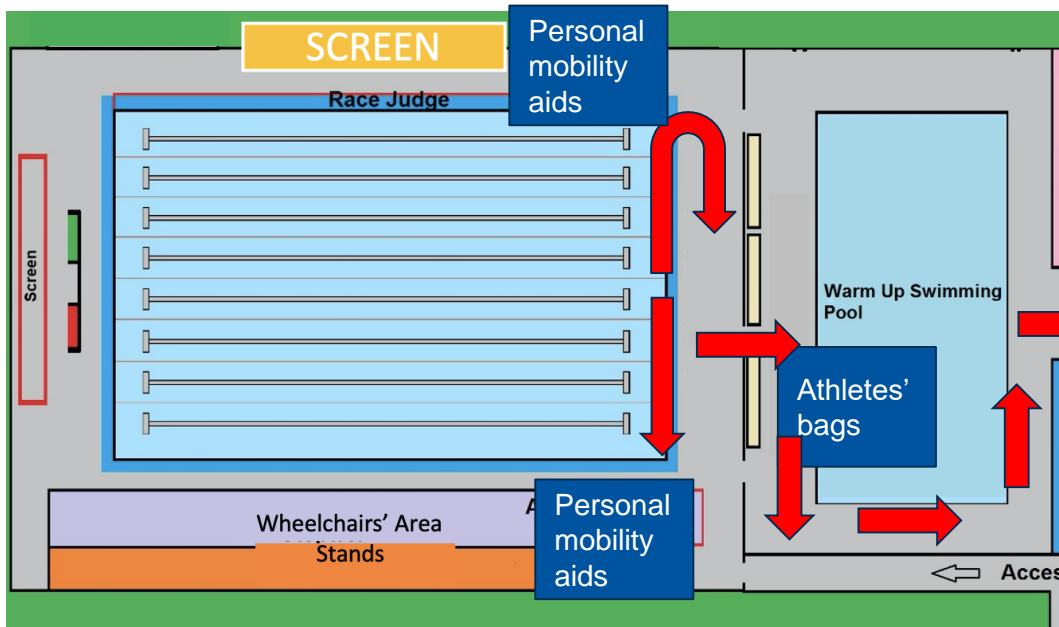 SCREEN
Personal
mobility
aids
Race Judge
Screen
Warm Up Swimming
Pool
Athletes’
bags
Wheelchairs’ Area
Stands
Personal
mobility
aids